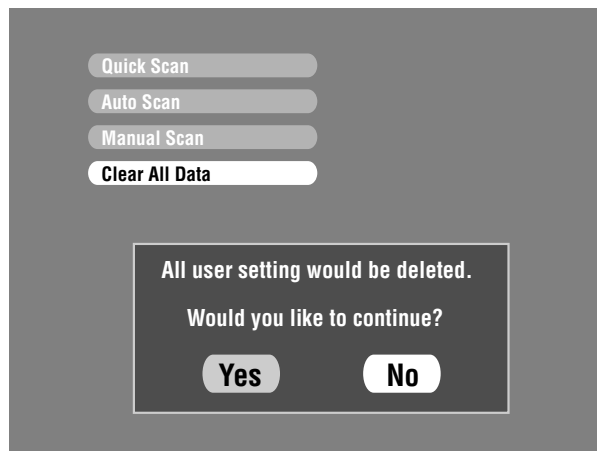 Quick Scan
Auto Scan
Manual Scan
Clear All Data
All user setting would be deleted.
Would you like to continue?
Yes No